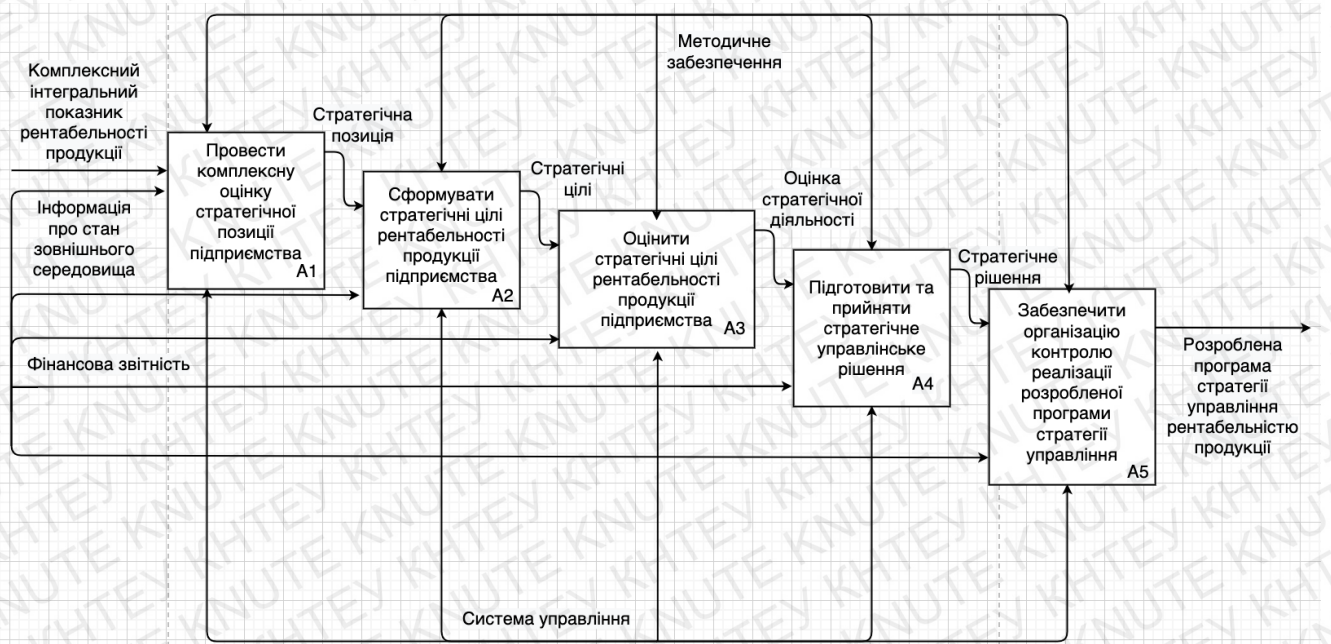 Методичне
забезпечення
Комплексний
інтегральний
показник
рентабельності
продукції
Інформація
про стан
зовнішнього
середовища
Фінансова звітність
Провести
комплексну
оцінку
стратегічної
позиції
підприємства
A1
Стратегічна
позиція
Сформувати
стратегічні цілі
рентабельності
продукції
підприємства
A2
Стратегічні
цілі
Оцінити
стратегічні цілі
рентабельності
продукції
підприємства
A3
Оцінка
стратегічної
діяльності
Підготовити та
прийняти
стратегічне
управлінське
рішення
A4
Стратегічне
рішення
Забезпечити
організацію
контролю
реалізації
розробленої
програми
стратегії
управління
A5
Розроблена
програма
стратегії
управління
рентабельністю
продукції
Система управління
KNUTE КНТЕУ